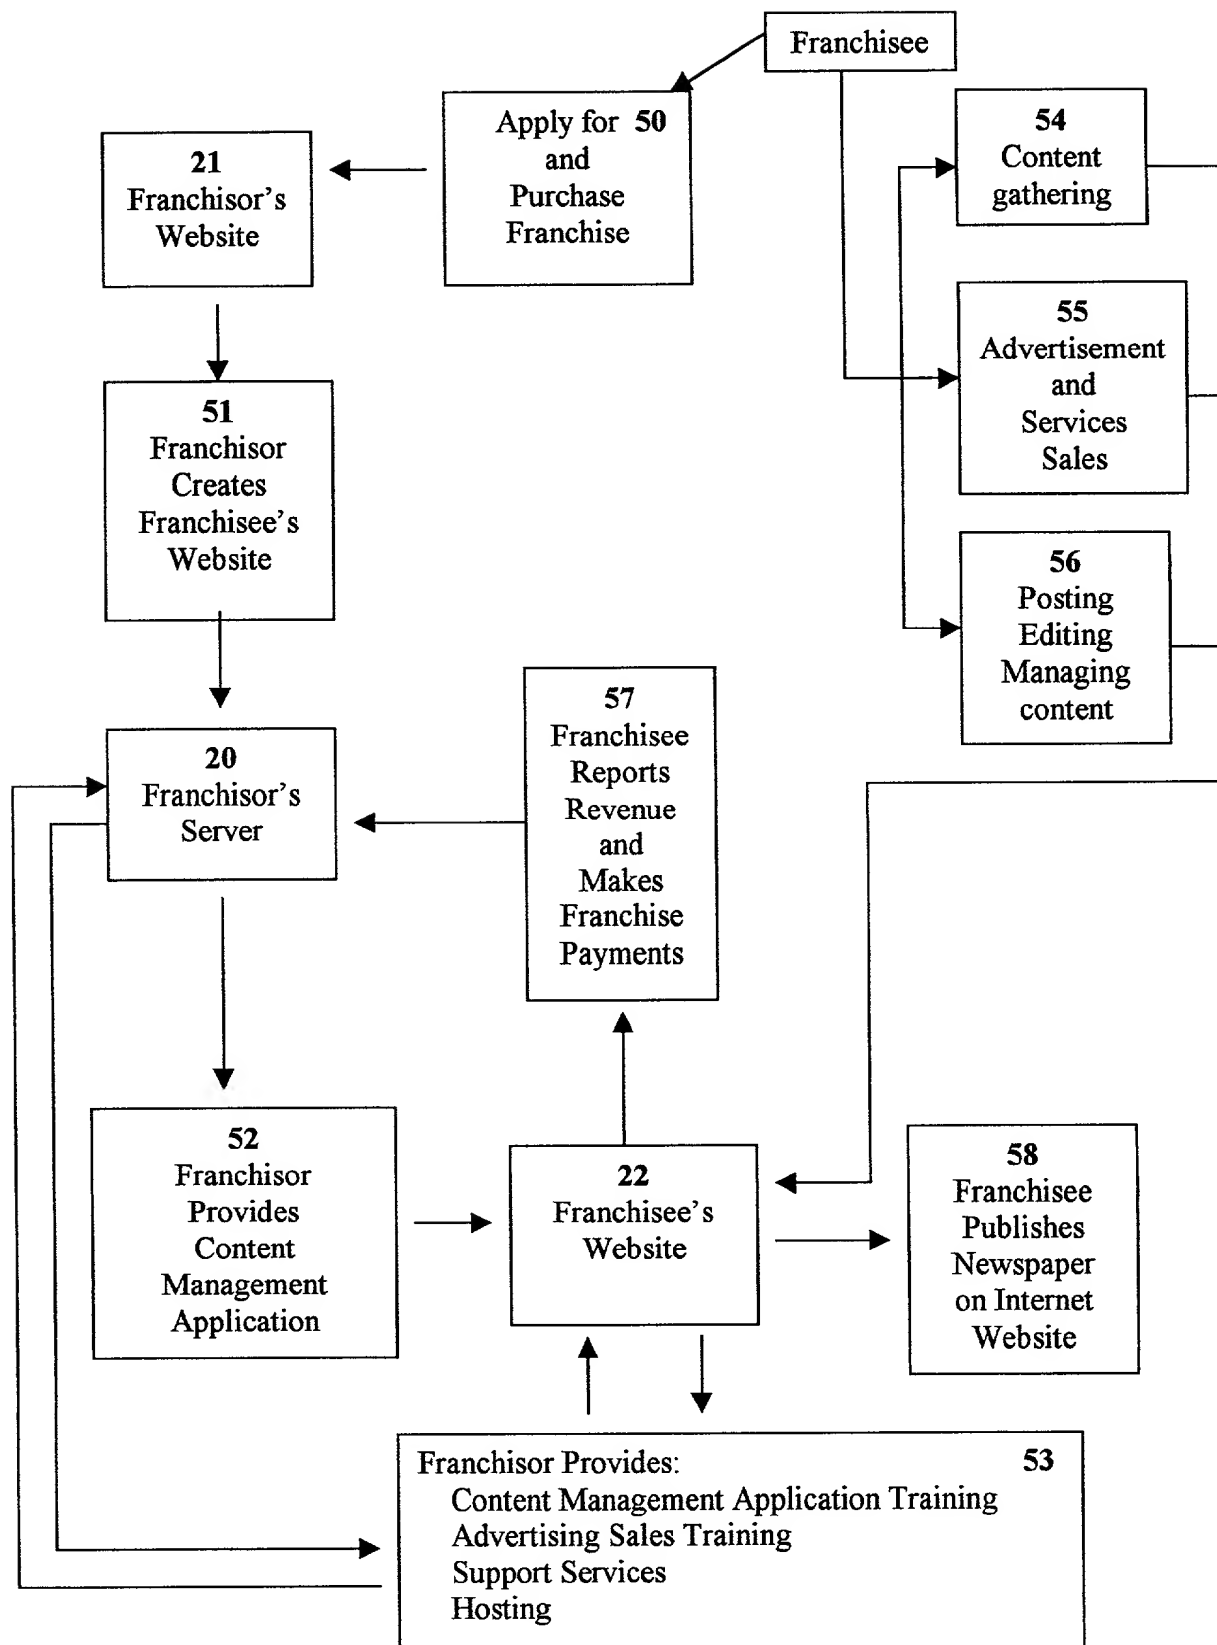 Franchisee
Apply for 50
and
Purchase
Franchise
21
Franchisor's
Website
54
Content
gathering
55
Advertisement
and
Services
Sales
51
Franchisor
Creates
Franchisee's
Website
56
Posting
Editing
Managing
content
57
Franchisee
Reports
Revenue
and
Makes
Franchise
Payments
20
Franchisor's
Server
52
Franchisor
Provides
Content
Management
Application
22
Franchisee's
Website
58
Franchisee
Publishes
Newspaper
on Internet
Website
Franchisor Provides: 53
Content Management Application Training
Advertising Sales Training
Support Services
Hosting